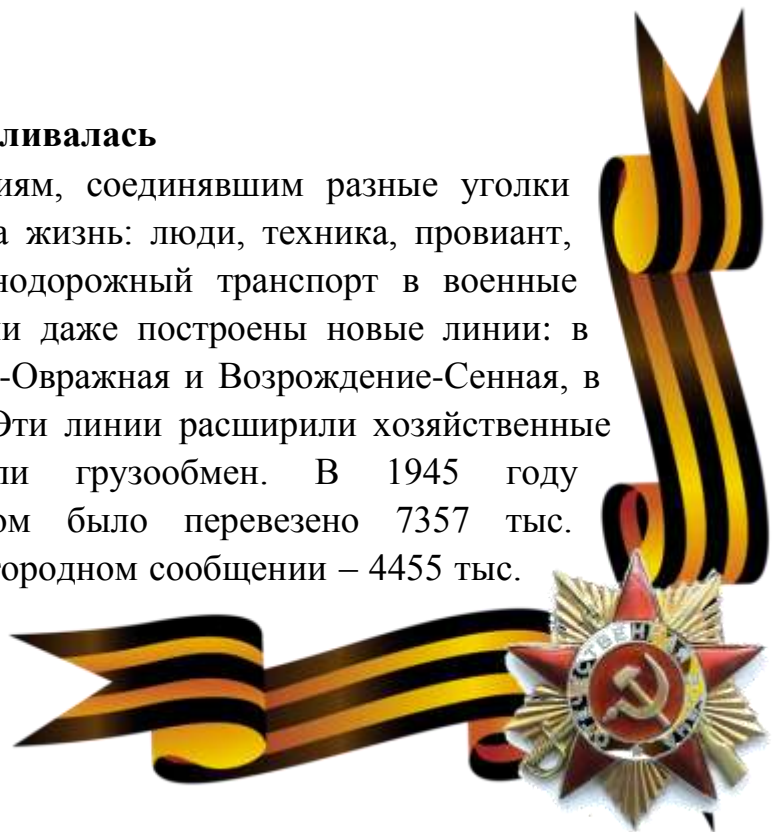 ливалась
иям, соединявшим разные уголки
а жизнь: люди, техника, провиант,
нодорожный транспорт в военные
и даже построены новые линии: в
-Овражная и Возрождение-Сенная, в
Эти линии расширили хозяйственные
ли грузообмен. В 1945 году
ом было перевезено 7357 тыс.
городном сообщении – 4455 тыс.